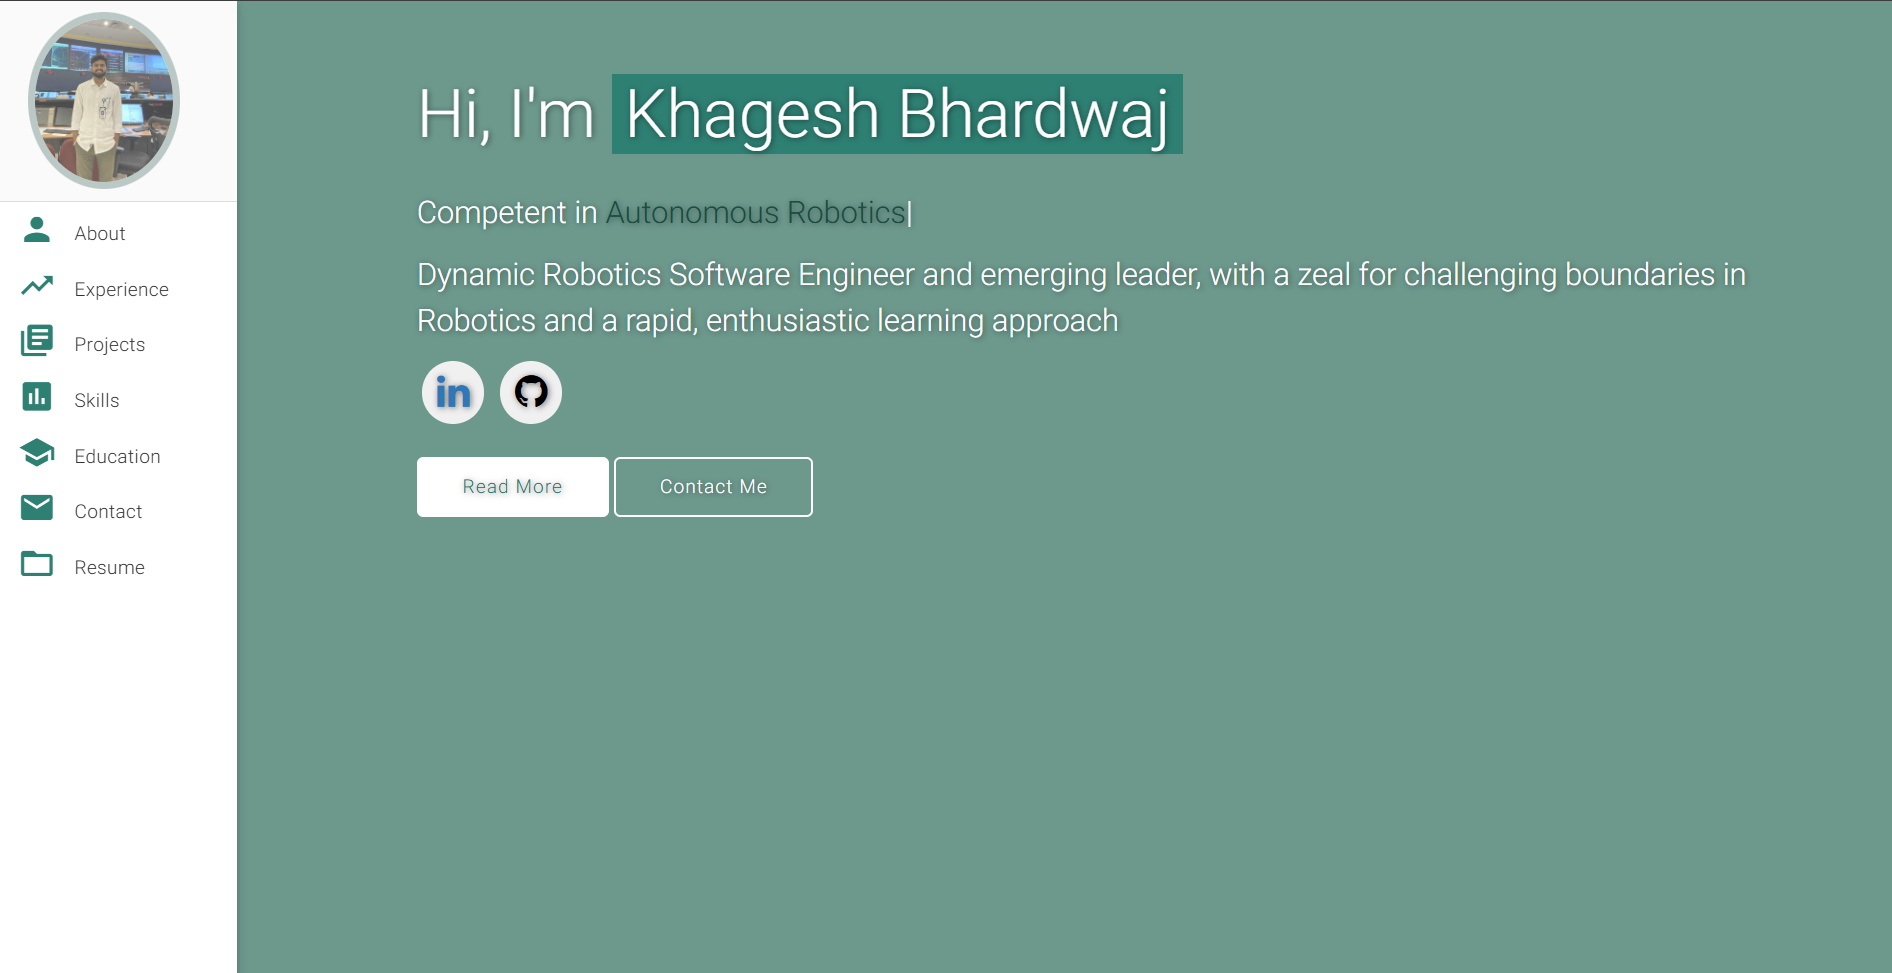 About
Experience
Projects
Skills
Education
Contact
Resume
Hi, I'm Khagesh Bhardwaj
Competent in Autonomous Robotics|
Dynamic Robotics Software Engineer and emerging leader, with a zeal for challenging boundaries in
Robotics and a rapid, enthusiastic learning approach
in
Read More
Contact Me